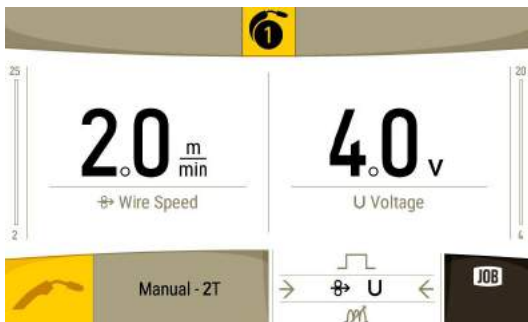 1
25
20
2.0 m/min
4.0 V
Wire Speed
U Voltage
2
4
Manual - 2T
U
JOB